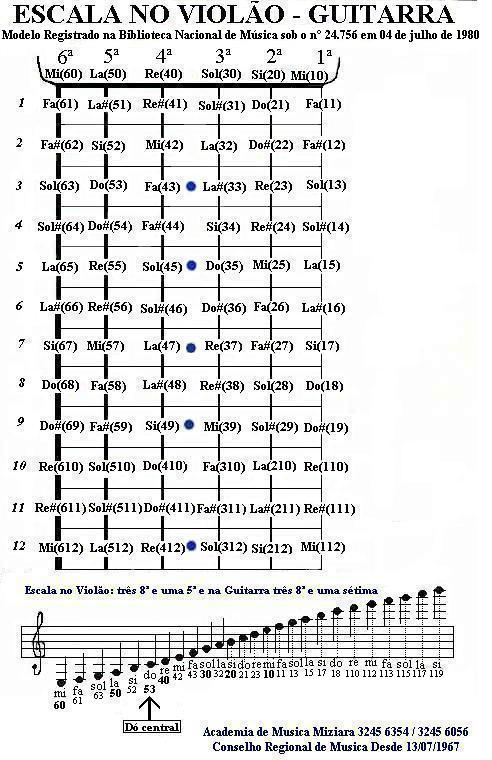 ESCALA NO VIOLÃO - GUITARRA
Modelo Registrado na Biblioteca Nacional de Música sob o n° 24.756 em 04 de julho de 1980
6ª 5ª 4ª 3ª 2ª 1ª
Mi(60) La(50) Re(40) Sol(30) Si(20) Mi(10)
1 Fa(61) La#(51) Re#(41) Sol#(31) Do(21) Fa(11)
2 Fa#(62) Si(52) Mi(42) La(32) Do#(22) Fa#(12)
3 Sol(63) Do(53) Fa(43) La#(33) Re(23) Sol(13)
4 Sol#(64) Do#(54) Fa#(44) Si(34) Re#(24) Sol#(14)
5 La(65) Re(55) Sol(45) Do(35) Mi(25) La(15)
6 La#(66) Re#(56) Sol#(46) Do#(36) Fa(26) La#(16)
7 Si(67) Mi(57) La(47) Re(37) Fa#(27) Si(17)
8 Do(68) Fa(58) La#(48) Re#(38) Sol(28) Do(18)
9 Do#(69) Fa#(59) Si(49) Mi(39) Sol#(29) Do#(19)
10 Re(610) Sol(510) Do(410) Fa(310) La(210) Re(110)
11 Re#(611) Sol#(511) Do#(411) Fa#(311) La#(211) Re#(111)
12 Mi(612) La(512) Re(412) Sol(312) Si(212) Mi(112)
Escala no Violão: três 8ª e uma 5ª e na Guitarra três 8ª e uma sétima
mi fa sol la si do re mi fa sol la si do re mi fa sol la si do re mi fa sol la si
60 61 63 50 52 53 40 42 43 30 32 20 21 23 10 11 13 15 17 18 110 112 113 115 117 119
Dó central
Academia de Musica Miziara 3245 6354 / 3245 6056
Conselho Regional de Musica Desde 13/07/1967